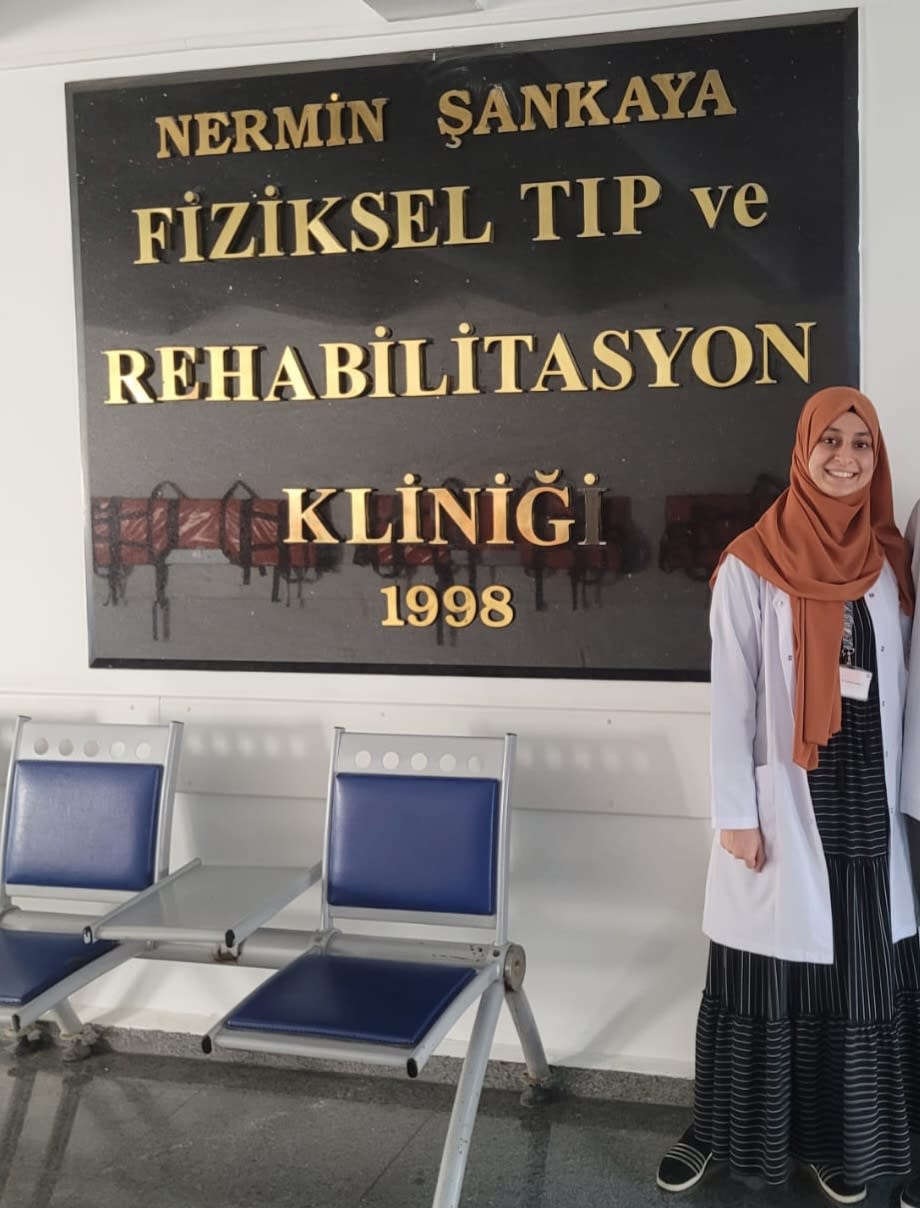 NERMİN ŞANKAYA
FİZİKSEL TIP ve
REHABİLİTASYON
KLİNİĞİ
1998